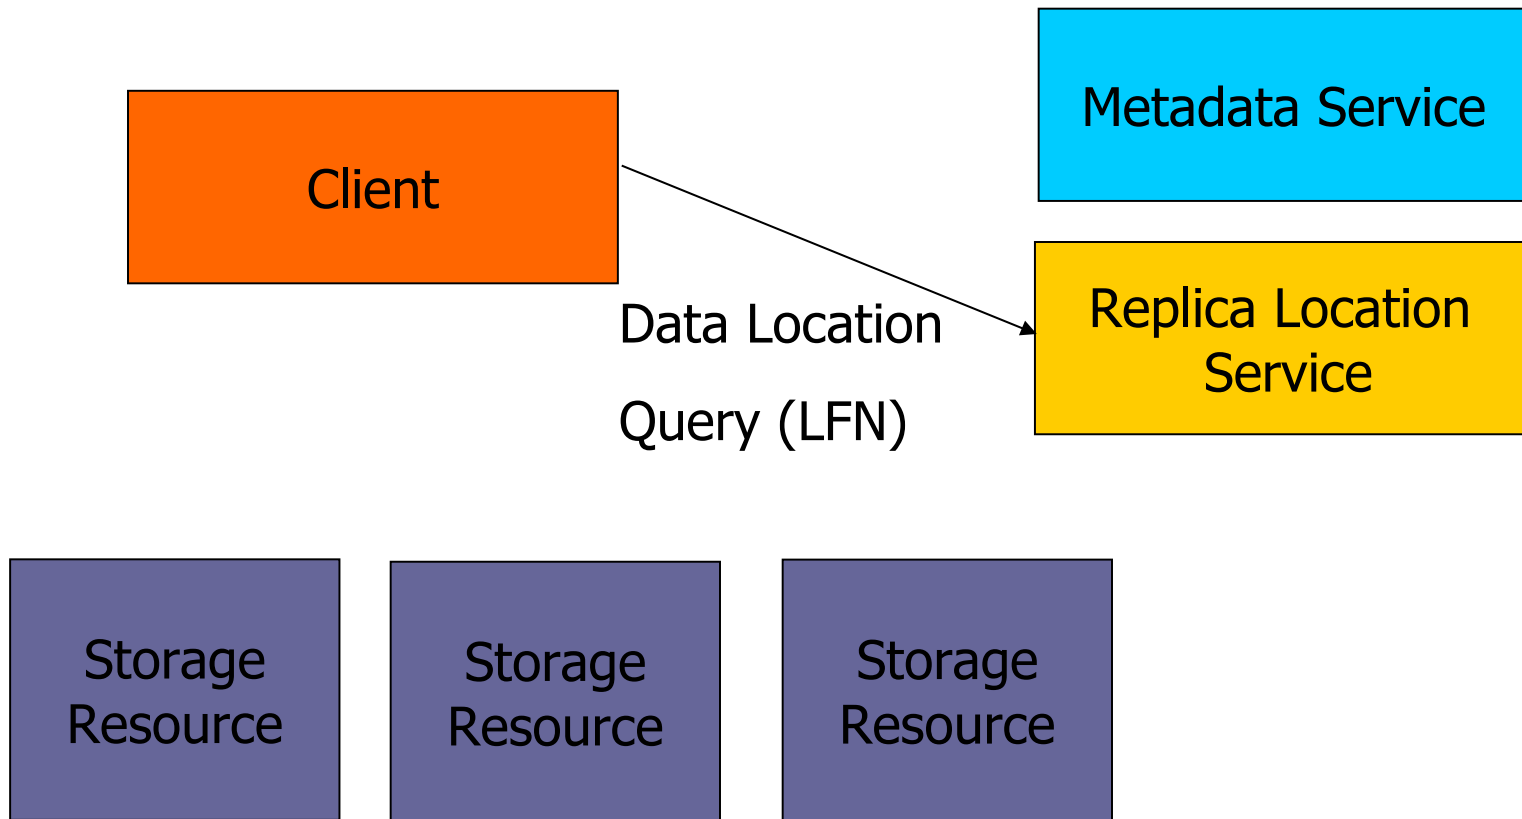 Metadata Service
Client
Replica Location
Service
Data Location
Query (LFN)
Storage
Resource
Storage
Resource
Storage
Resource